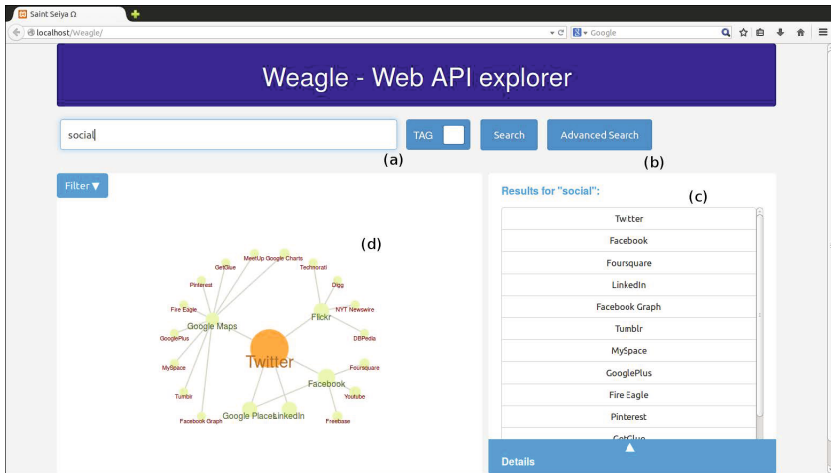 Saint Seiya Ω
localhost/Weagle/
Google
Weagle - Web API explorer
social
TAG
Search
Advanced Search
(a)
(b)
Filter▼
Results for "social":
(c)
Twitter
Facebook
Foursquare
LinkedIn
Facebook Graph
Tumblr
MySpace
GooglePlus
Fire Eagle
Pinterest
GetGlue
Details
(d)
MeetUp
Google Charts
GetGlue
Technorati
Pinterest
Digg
Fire Eagle
NYT Newswire
Flickr
Google Maps
GooglePlus
DBPedia
Twitter
MySpace
Foursquare
Facebook
Tumblr
Youtube
Facebook Graph
Google Places
LinkedIn
Freebase